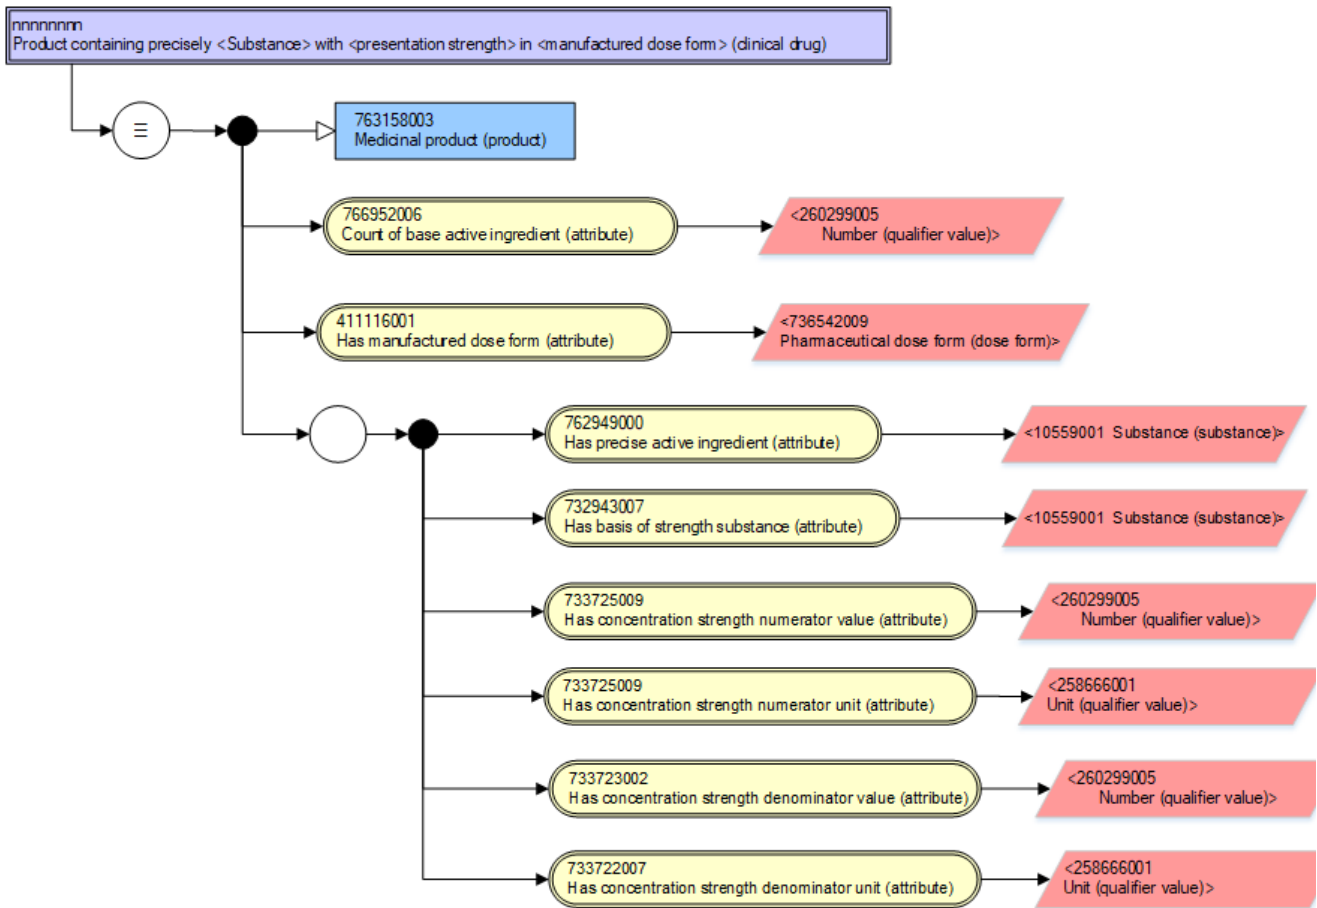 nnnnnnnn
Product containing precisely <Substance> with <presentation strength> in <manufactured dose form> (clinical drug)
☰
763158003
Medicinal product (product)
766952006
Count of base active ingredient (attribute)
<260299005
Number (qualifier value)>
411116001
Has manufactured dose form (attribute)
<736542009
Pharmaceutical dose form (dose form)>
762949000
Has precise active ingredient (attribute)
<10559001 Substance (substance)>
732943007
Has basis of strength substance (attribute)
<10559001 Substance (substance)>
733725009
Has concentration strength numerator value (attribute)
<260299005
Number (qualifier value)>
733725009
Has concentration strength numerator unit (attribute)
<258666001
Unit (qualifier value)>
733723002
Has concentration strength denominator value (attribute)
<260299005
Number (qualifier value)>
733722007
Has concentration strength denominator unit (attribute)
<258666001
Unit (qualifier value)>